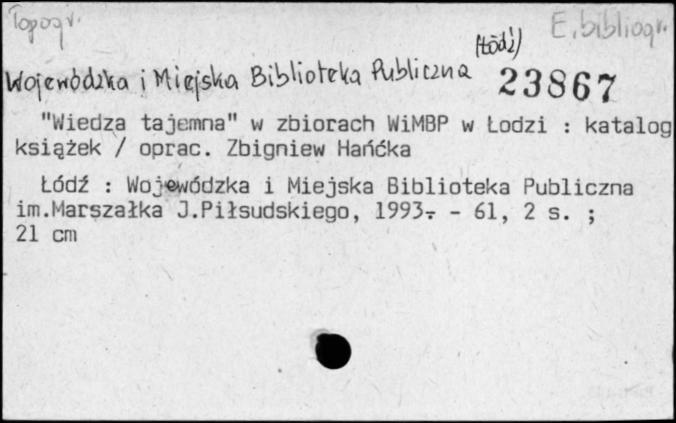 Topogr. E. bibliogr.
(Łódź)
Wojewódzka i Miejska Biblioteka Publiczna 23867
"Wiedza tajemna" w zbiorach WiMBP w Łodzi : katalog
książek / oprac. Zbigniew Hańćka
Łódź : Wojewódzka i Miejska Biblioteka Publiczna
im.Marszałka J.Piłsudskiego, 1993. - 61, 2 s. ;
21 cm